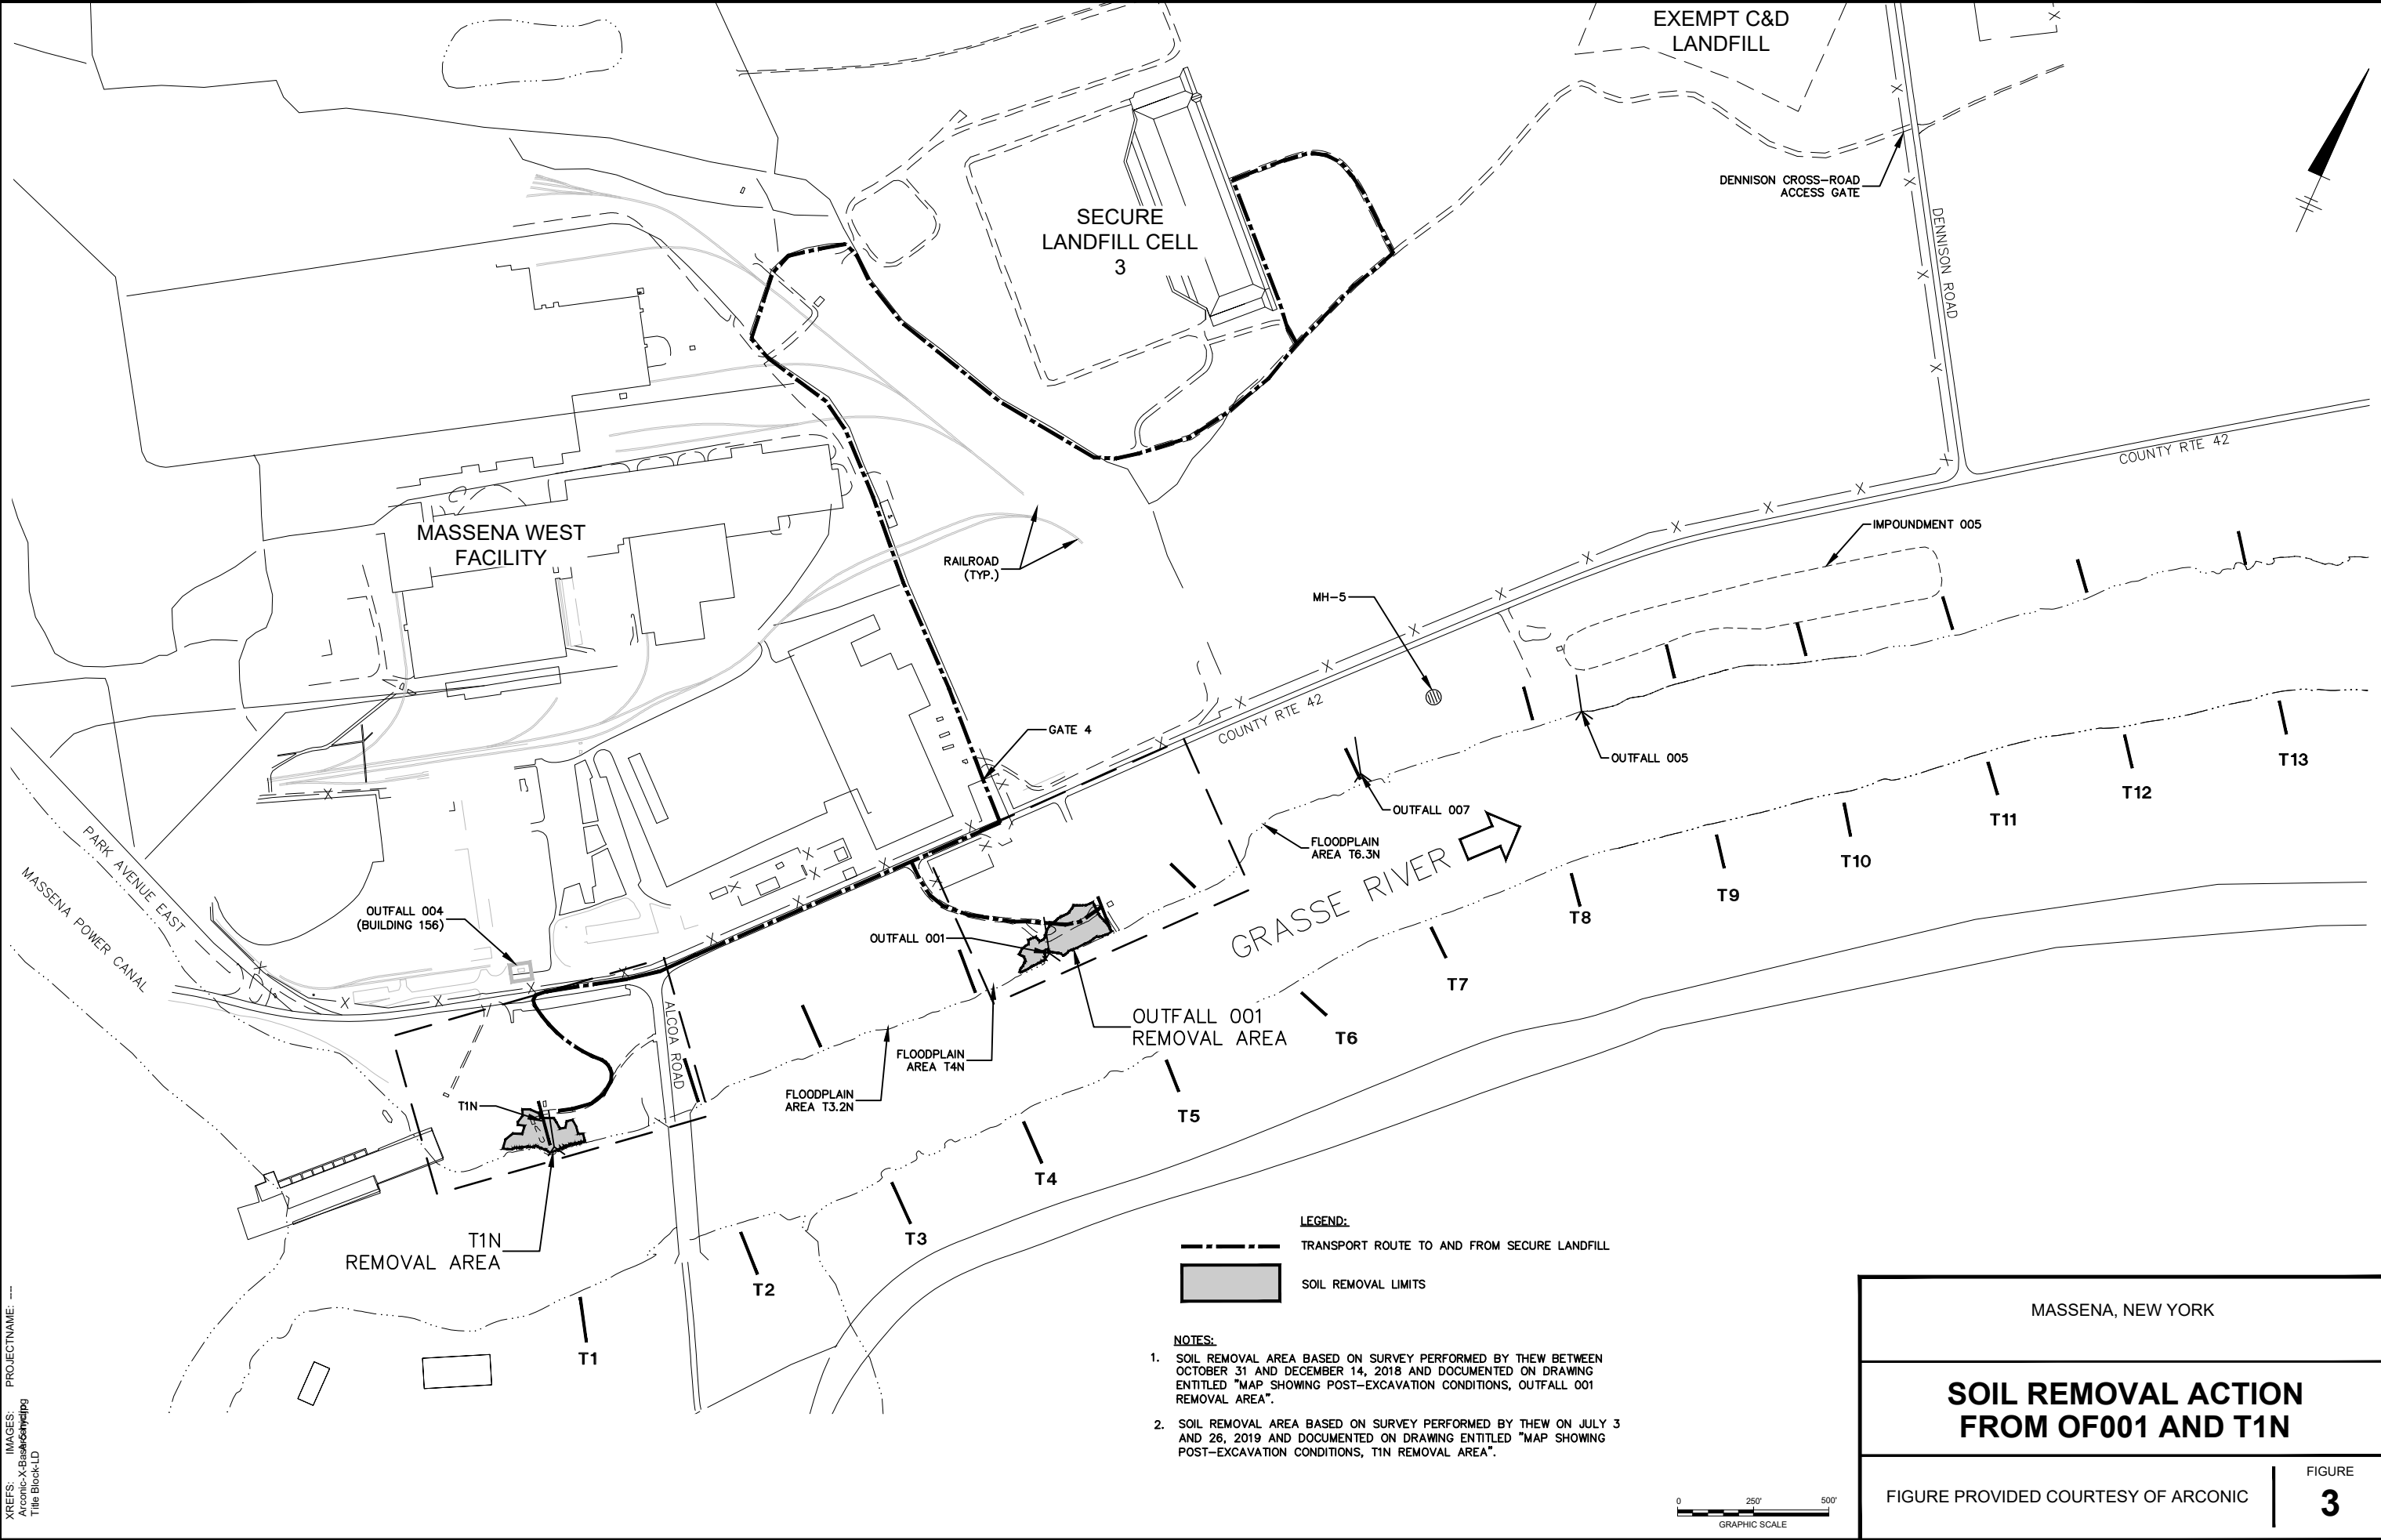 EXEMPT C&D
LANDFILL
DENNISON CROSS-ROAD
ACCESS GATE
DENNISON ROAD
SECURE
LANDFILL CELL
3
COUNTY RTE 42
MASSENA WEST
FACILITY
RAILROAD
(TYP.)
IMPOUNDMENT 005
MH-5
GATE 4
COUNTY RTE 42
OUTFALL 005
OUTFALL 007
FLOODPLAIN
AREA T6.3N
GRASSE RIVER
PARK AVENUE EAST
MASSENA POWER CANAL
OUTFALL 004
(BUILDING 156)
OUTFALL 001
OUTFALL 001
REMOVAL AREA
ALCOA ROAD
FLOODPLAIN
AREA T4N
FLOODPLAIN
AREA T3.2N
T1N
T1N
REMOVAL AREA
T1
T2
T3
T4
T5
T6
T7
T8
T9
T10
T11
T12
T13
LEGEND:
TRANSPORT ROUTE TO AND FROM SECURE LANDFILL
SOIL REMOVAL LIMITS
NOTES:
1. SOIL REMOVAL AREA BASED ON SURVEY PERFORMED BY THEW BETWEEN
OCTOBER 31 AND DECEMBER 14, 2018 AND DOCUMENTED ON DRAWING
ENTITLED "MAP SHOWING POST-EXCAVATION CONDITIONS, OUTFALL 001
REMOVAL AREA".
2. SOIL REMOVAL AREA BASED ON SURVEY PERFORMED BY THEW ON JULY 3
AND 26, 2019 AND DOCUMENTED ON DRAWING ENTITLED "MAP SHOWING
POST-EXCAVATION CONDITIONS, T1N REMOVAL AREA".
0 250' 500'
GRAPHIC SCALE
MASSENA, NEW YORK
SOIL REMOVAL ACTION
FROM OF001 AND T1N
FIGURE PROVIDED COURTESY OF ARCONIC
FIGURE
3
XREFS: IMAGES: PROJECTNAME: ---
Title Block-LD